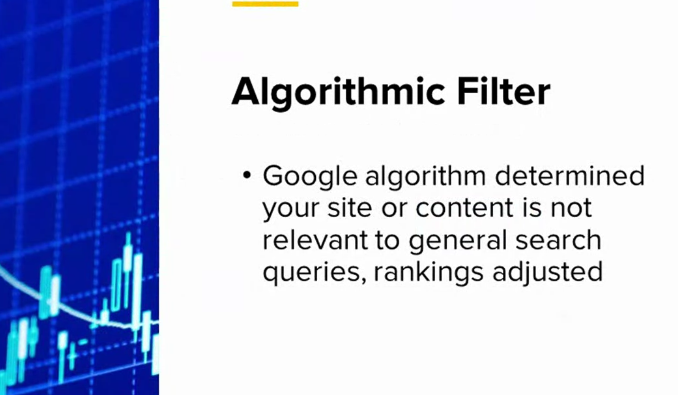 Algorithmic Filter
• Google algorithm determined
your site or content is not
relevant to general search
queries, rankings adjusted